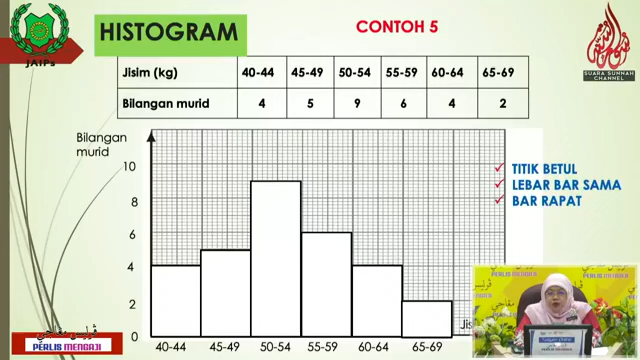 JAIPs
HISTOGRAM
CONTOH 5
SUARA SUNNAH
CHANNEL
Jisim (kg) 40-44 45-49 50-54 55-59 60-64 65-69
Bilangan murid 4 5 9 6 4 2
Bilangan
murid
10
8
6
4
2
0
40-44 45-49 50-54 55-59 60-64 65-69
✓ TITIK BETUL
✓ LEBAR BAR SAMA
✓ BAR RAPAT
PERLIS MENGAJI